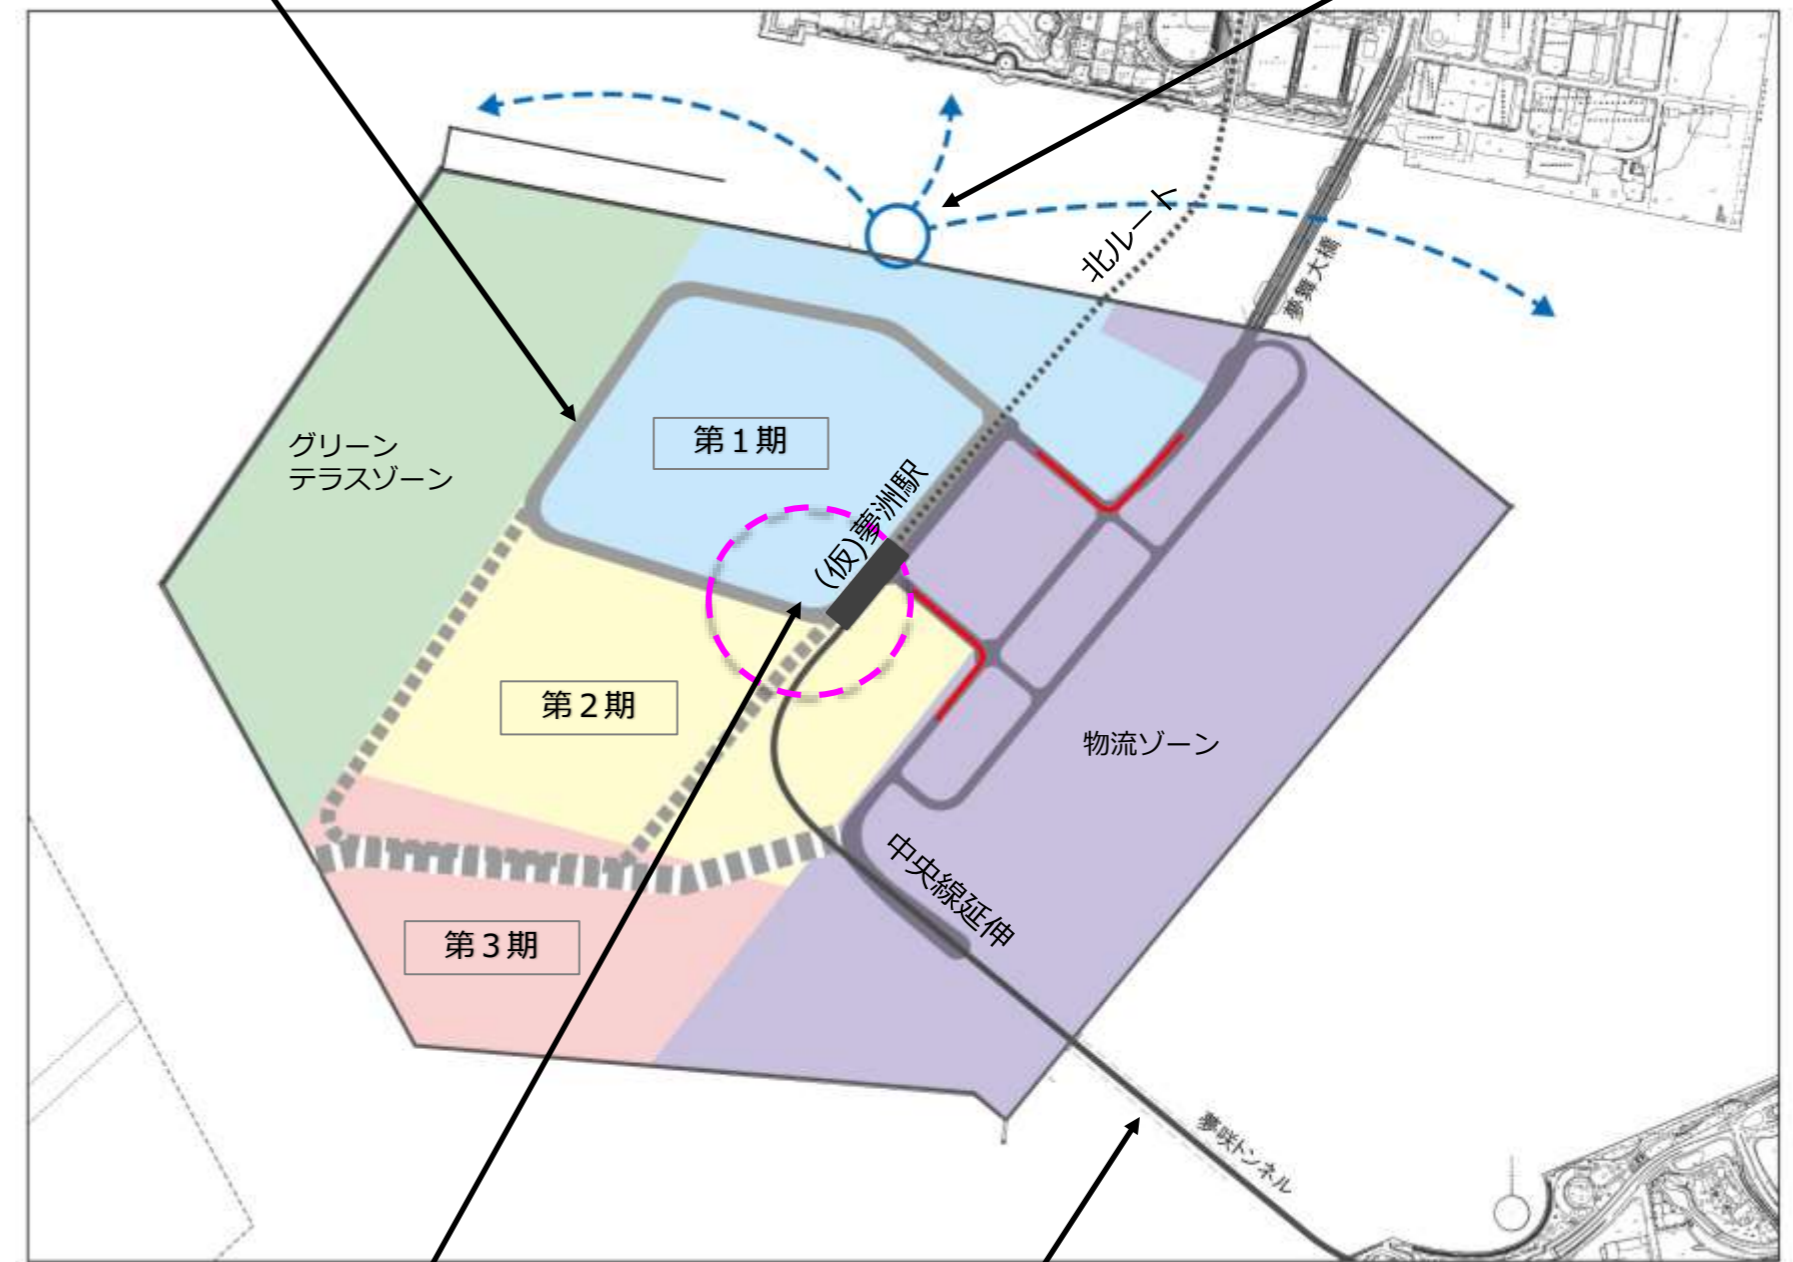 北ルート
夢舞大橋
グリーン
テラスゾーン
第１期
(仮)夢洲駅
第２期
物流ゾーン
中央線延伸
第３期
夢咲トンネル